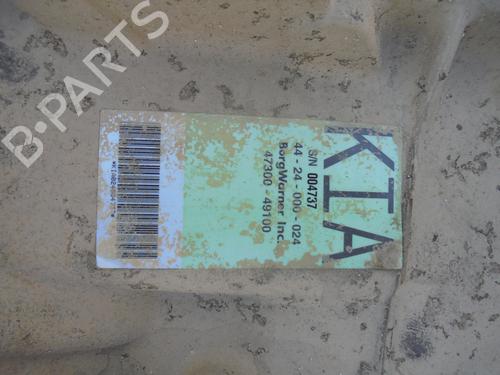 B-PARTS
KIA
S/N 004737
44-24-000-024
BorgWarner Inc.
47300-49100